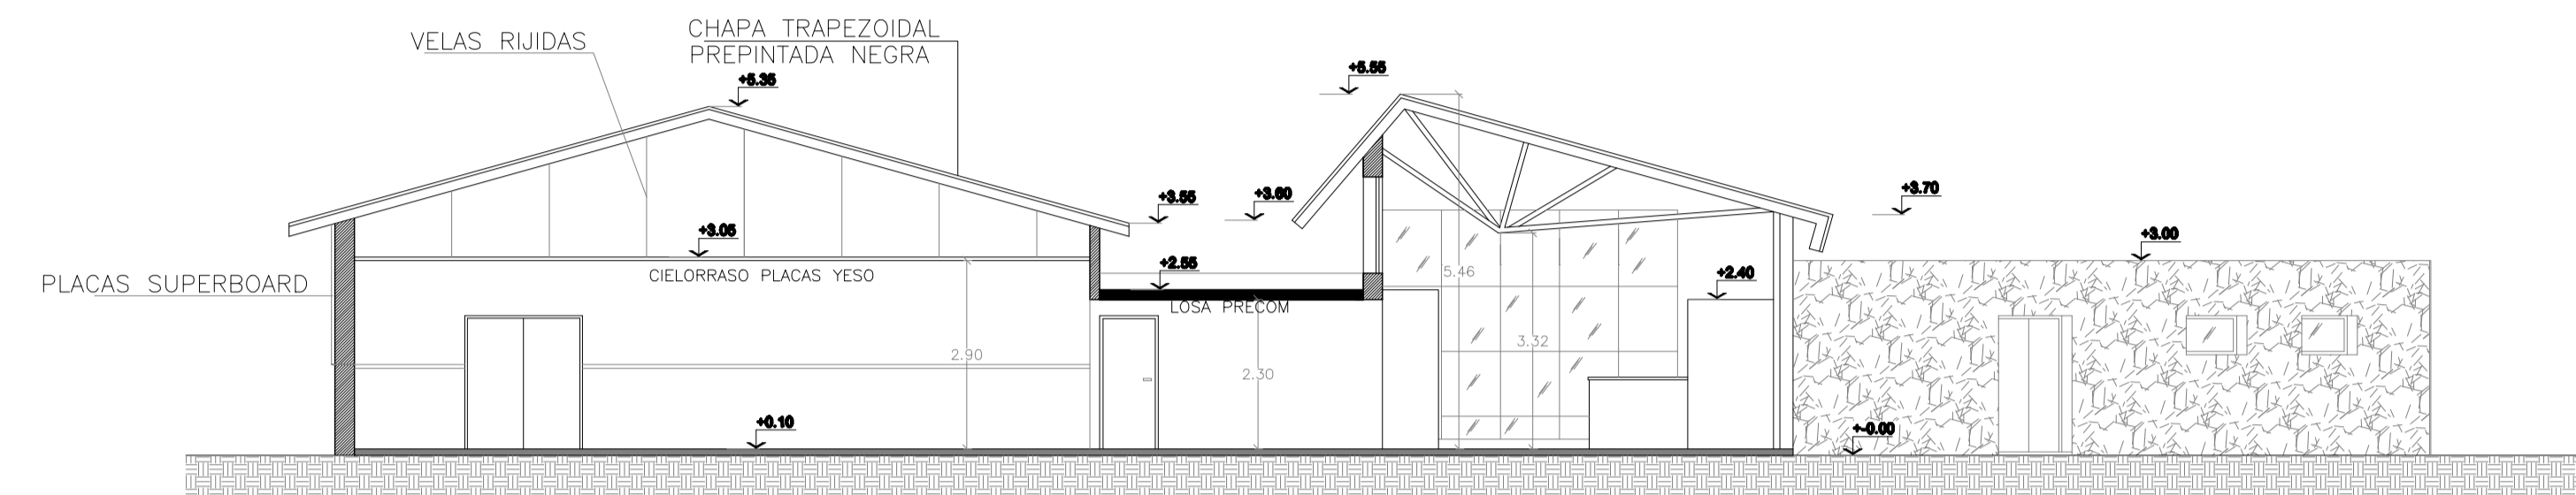 CHAPA TRAPEZOIDAL
PREPINTADA NEGRA
VELAS RIJIDAS
+5.35
+5.55
+3.55
+3.60
+3.70
+3.05
+3.00
CIELORRASO PLACAS YESO
+2.55
5.46
+2.40
PLACAS SUPERBOARD
LOSA PRECOM
3.32
2.90
2.30
+0.10
+-0.00